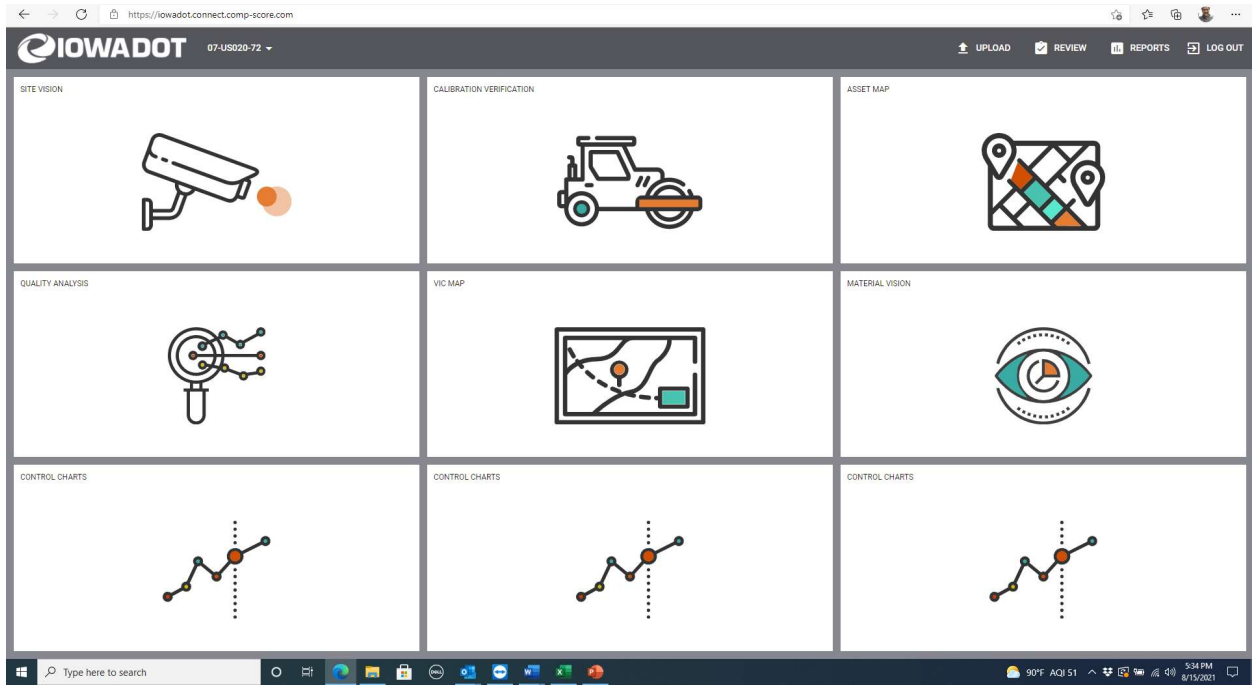 https://iowadot.connect.comp-score.com
IOWADOT 07-US020-72 UPLOAD REVIEW REPORTS LOG OUT
SITE VISION CALIBRATION VERIFICATION ASSET MAP
QUALITY ANALYSIS VIC MAP MATERIAL VISION
CONTROL CHARTS CONTROL CHARTS CONTROL CHARTS
Type here to search 90°F AQI 51 5:34 PM
8/15/2021